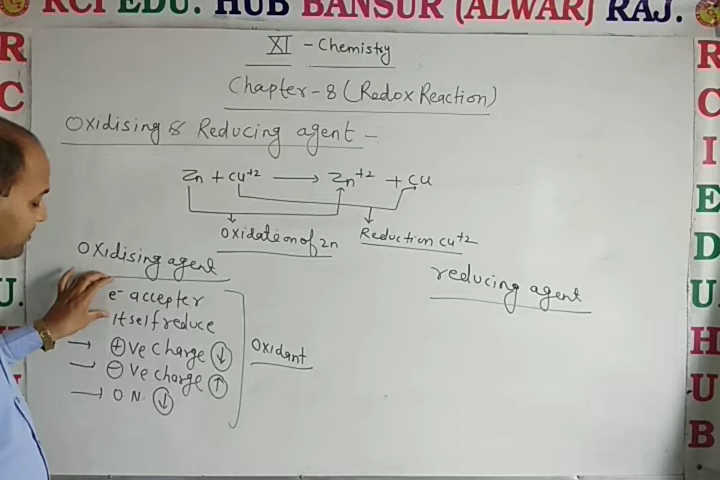 RCI EDU. HUB BANSUR (ALWAR) RAJ.
XI - Chemistry
Chapter-8 (Redox Reaction)
Oxidising & Reducing agent -
Zn + Cu+2 ⟶ Zn+2 + Cu
Oxidation of Zn
Reduction Cu+2
Oxidising agent
reducing agent
e- accepter
Itself reduce
→ ⊕ve charge ↓
→ ⊖ve charge ↑
→ O.N. ↓
Oxidant
R
C
U.
R
C
I
E
D
U
H
U
B